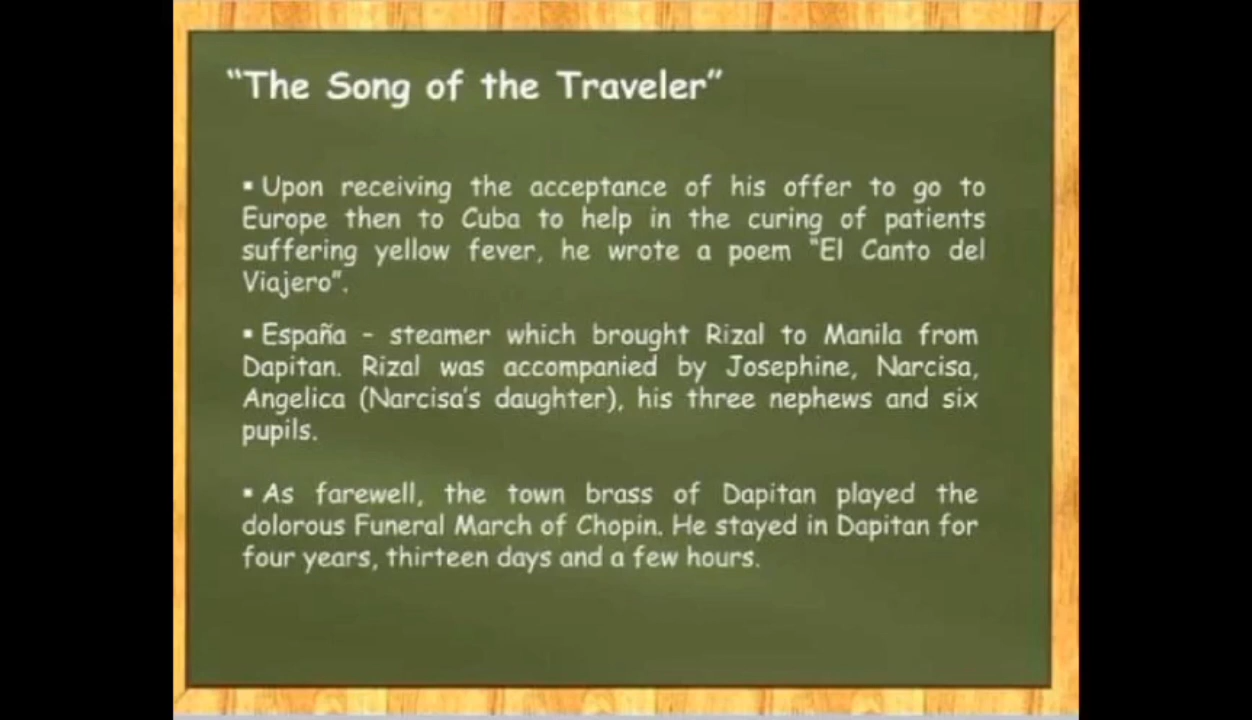 “The Song of the Traveler”
▪ Upon receiving the acceptance of his offer to go to
Europe then to Cuba to help in the curing of patients
suffering yellow fever, he wrote a poem “El Canto del
Viajero”.
▪ España - steamer which brought Rizal to Manila from
Dapitan. Rizal was accompanied by Josephine, Narcisa,
Angelica (Narcisa’s daughter), his three nephews and six
pupils.
▪ As farewell, the town brass of Dapitan played the
dolorous Funeral March of Chopin. He stayed in Dapitan for
four years, thirteen days and a few hours.